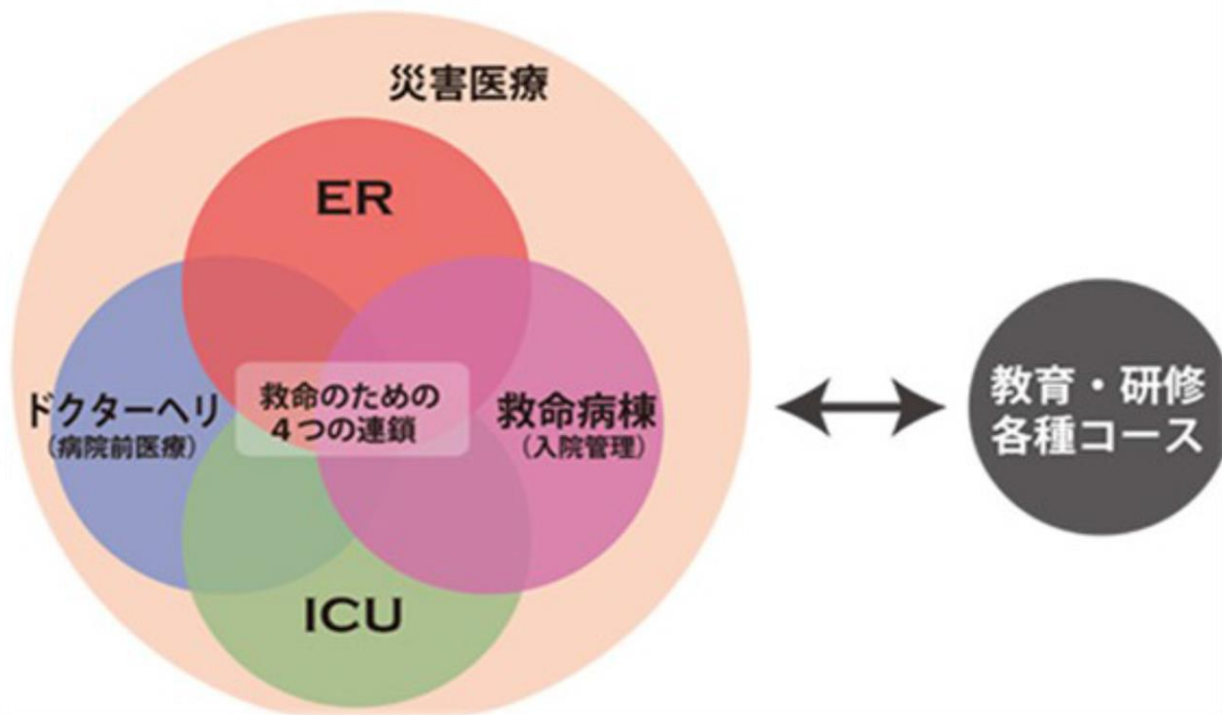 災害医療
ER
ドクターヘリ
(病院前医療)
救命のための
4つの連鎖
救命病棟
(入院管理)
ICU
教育・研修
各種コース